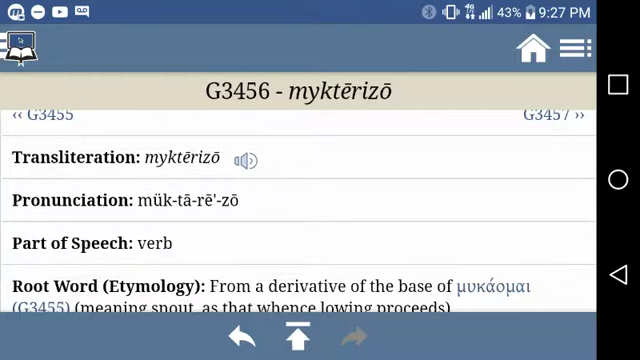 43% 9:27 PM
G3456 - myktērizō
‹‹ G3455 G3457 ››
Transliteration: myktērizō
Pronunciation: mük-tā-rē'-zō
Part of Speech: verb
Root Word (Etymology): From a derivative of the base of μυκάομαι
(G3455) (meaning snout, as that whence lowing proceeds)